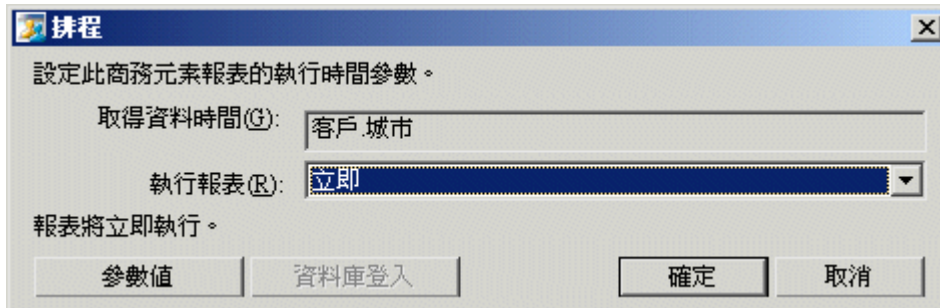 排程
設定此商務元素報表的執行時間參數。
取得資料時間(G): 客戶.城市
執行報表(R): 立即
報表將立即執行。
參數值 資料庫登入 確定 取消